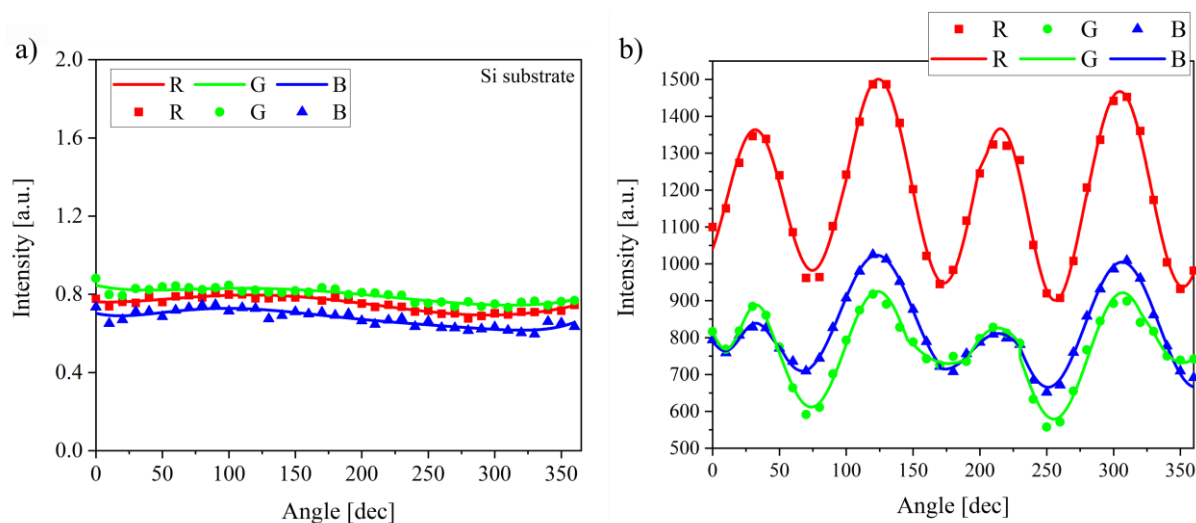 a)
2.0
1.6
1.2
0.8
0.4
0.0
Intensity [a.u.]
R G B
R G B
Si substrate
0 50 100 150 200 250 300 350
Angle [dec]
b)
R G B
R G B
1500
1400
1300
1200
1100
1000
900
800
700
600
500
Intensity [a.u.]
0 50 100 150 200 250 300 350
Angle [dec]